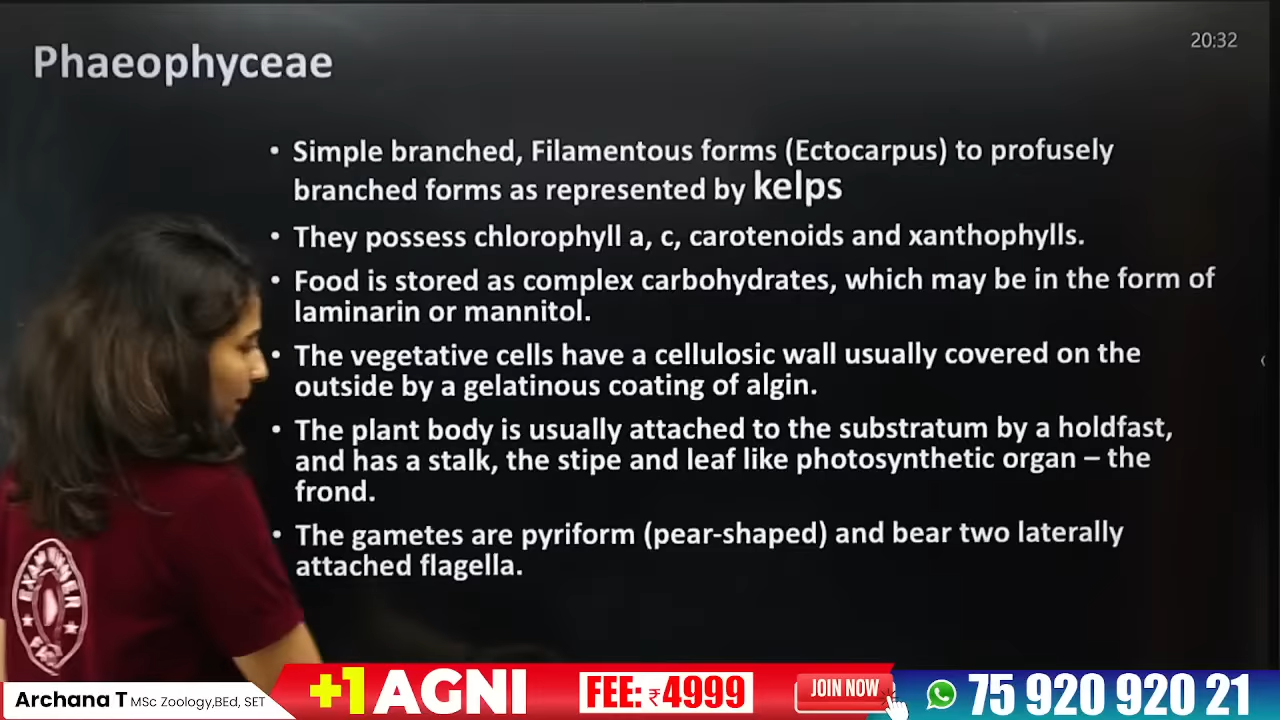 Phaeophyceae
20:32
• Simple branched, Filamentous forms (Ectocarpus) to profusely
branched forms as represented by kelps
• They possess chlorophyll a, c, carotenoids and xanthophylls.
• Food is stored as complex carbohydrates, which may be in the form of
laminarin or mannitol.
• The vegetative cells have a cellulosic wall usually covered on the
outside by a gelatinous coating of algin.
• The plant body is usually attached to the substratum by a holdfast,
and has a stalk, the stipe and leaf like photosynthetic organ – the
frond.
• The gametes are pyriform (pear-shaped) and bear two laterally
attached flagella.
Archana T MSc Zoology,BEd, SET
+1 AGNI
FEE: ₹4999
JOIN NOW
75 920 920 21